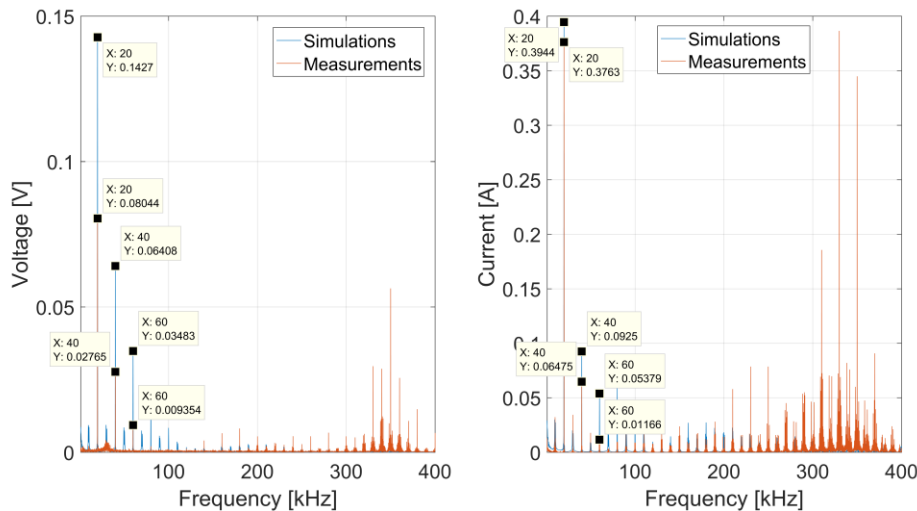 0.15
0.1
0.05
0
Voltage [V]
X: 20
Y: 0.1427
X: 20
Y: 0.08044
X: 40
Y: 0.06408
X: 40
Y: 0.02765
X: 60
Y: 0.03483
X: 60
Y: 0.009354
Simulations
Measurements
100
200
300
400
Frequency [kHz]
0.4
0.35
0.3
0.25
0.2
0.15
0.05
0
Current [A]
X: 20
Y: 0.3944
X: 20
Y: 0.3763
X: 40
Y: 0.0925
X: 40
Y: 0.06475
X: 60
Y: 0.05379
X: 60
Y: 0.01166
Simulations
Measurements
100
200
300
400
Frequency [kHz]